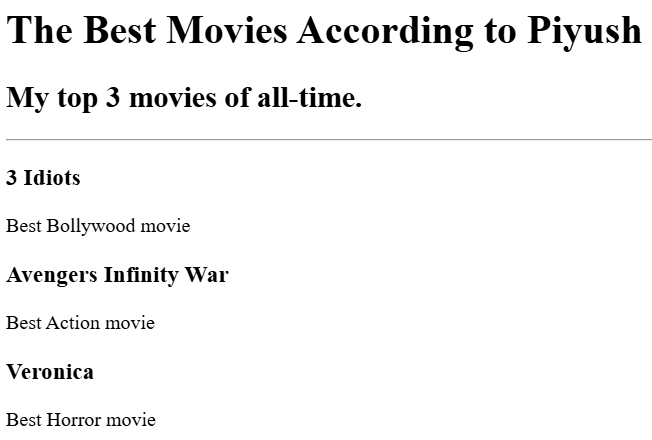 The Best Movies According to Piyush
My top 3 movies of all-time.
3 Idiots
Best Bollywood movie
Avengers Infinity War
Best Action movie
Veronica
Best Horror movie